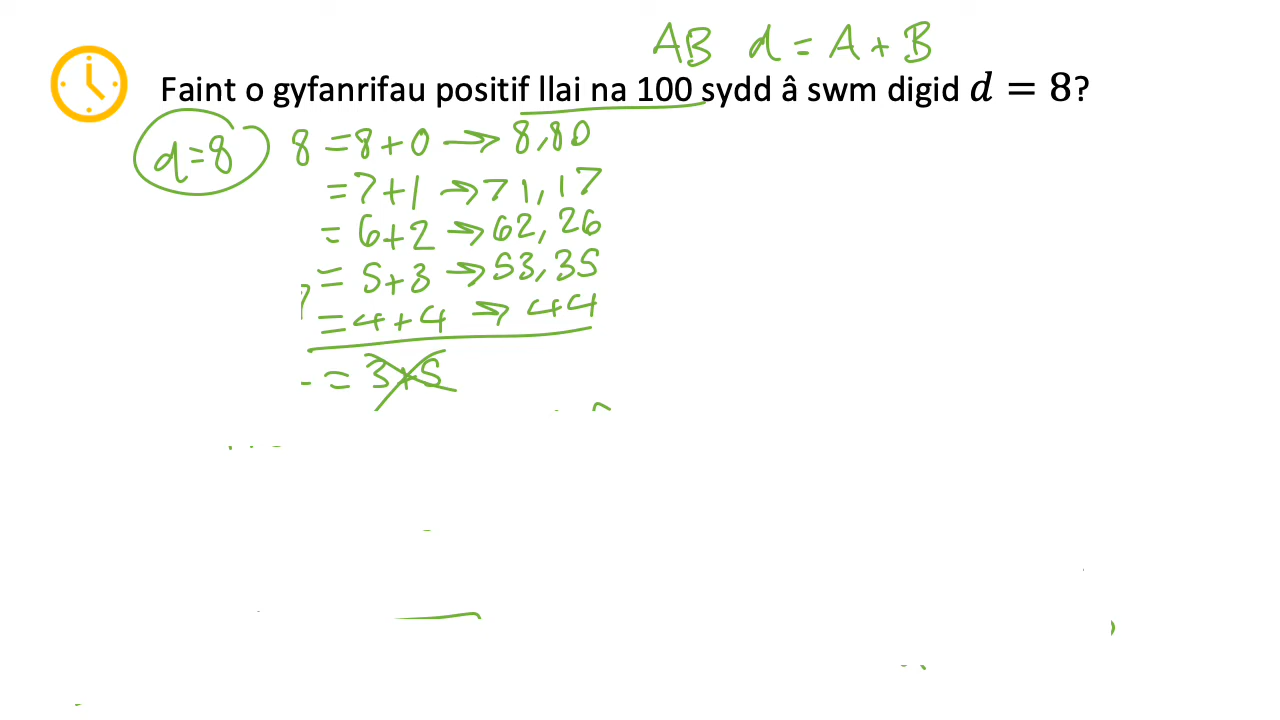 AB d = A + B
Faint o gyfanrifau positif llai na 100 sydd â swm digid d = 8?
d=8
8 = 8+0 → 8,80
= 7+1 → 71, 17
= 6+2 → 62, 26
= 5+3 → 53, 35
= 4+4 → 44
= 3+5